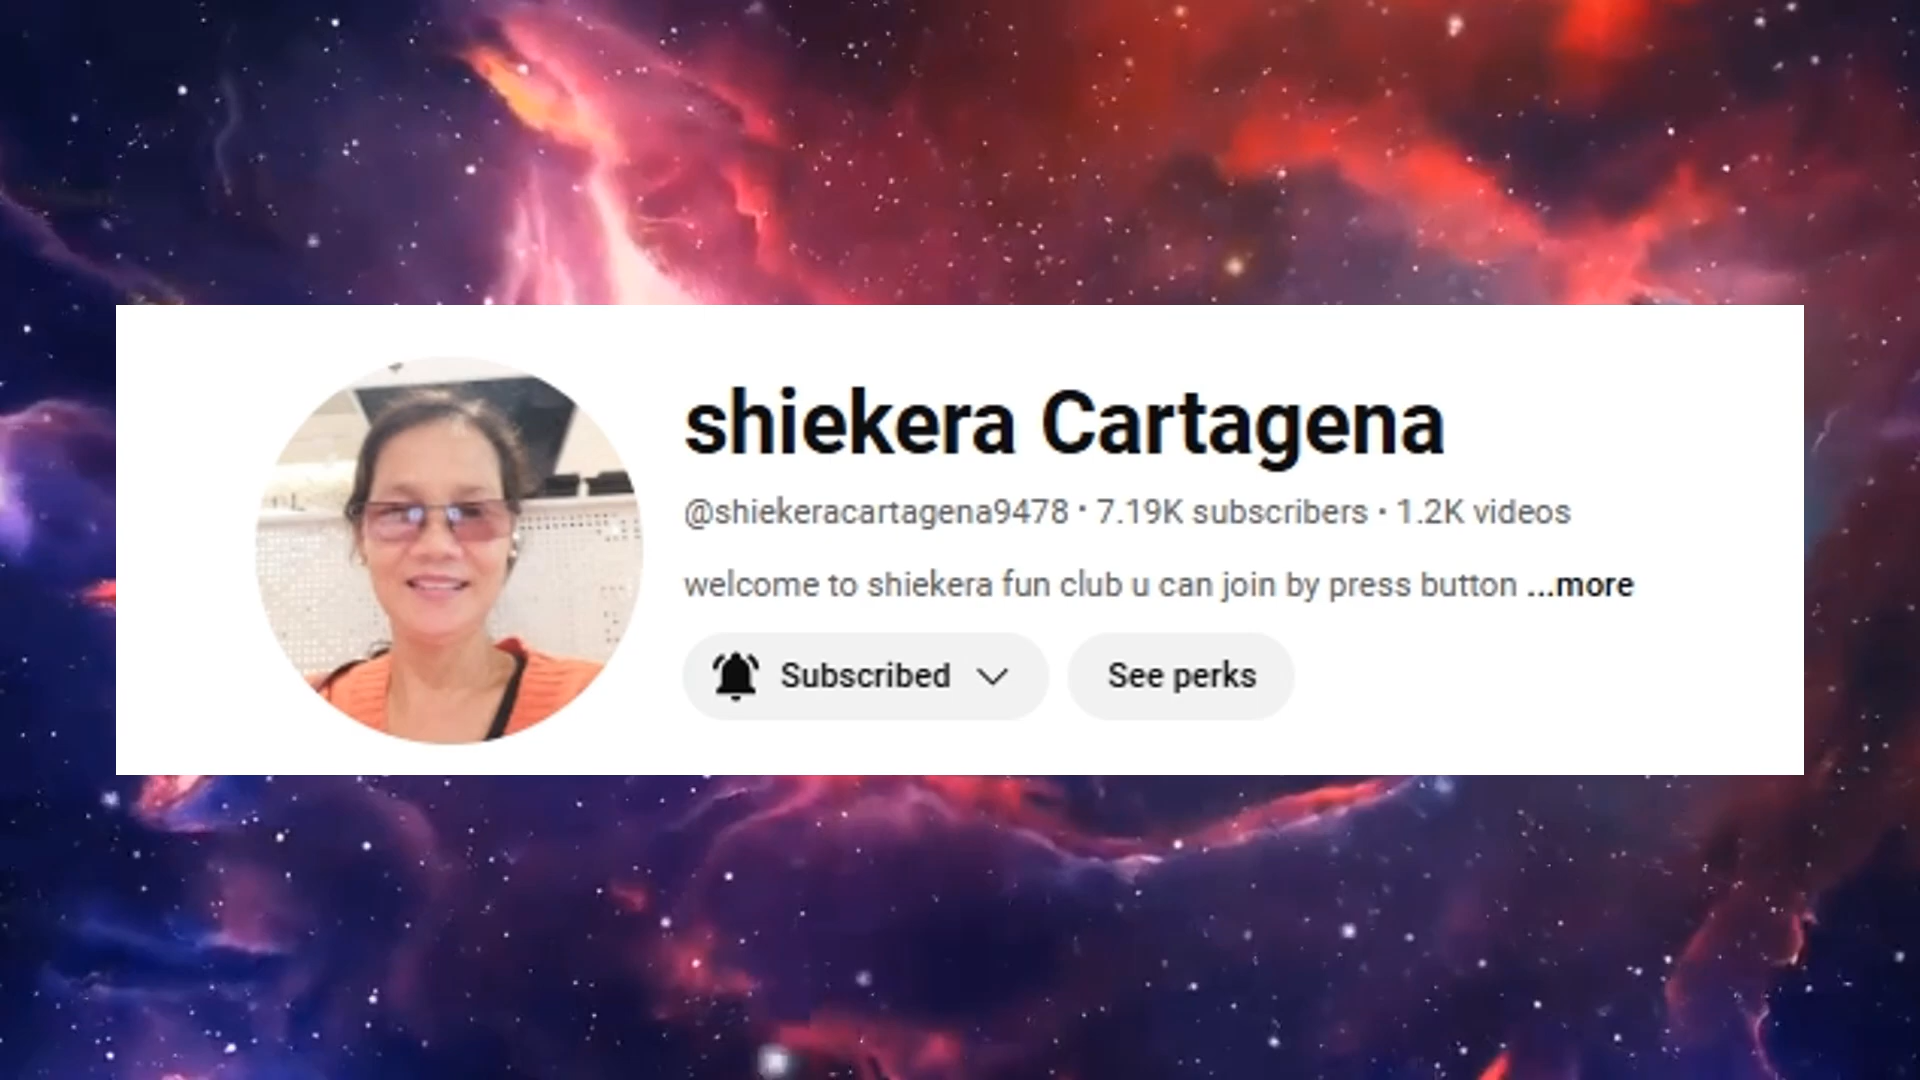 shiekera Cartagena
@shiekeracartagena9478 • 7.19K subscribers • 1.2K videos
welcome to shiekera fun club u can join by press button ...more
Subscribed
See perks